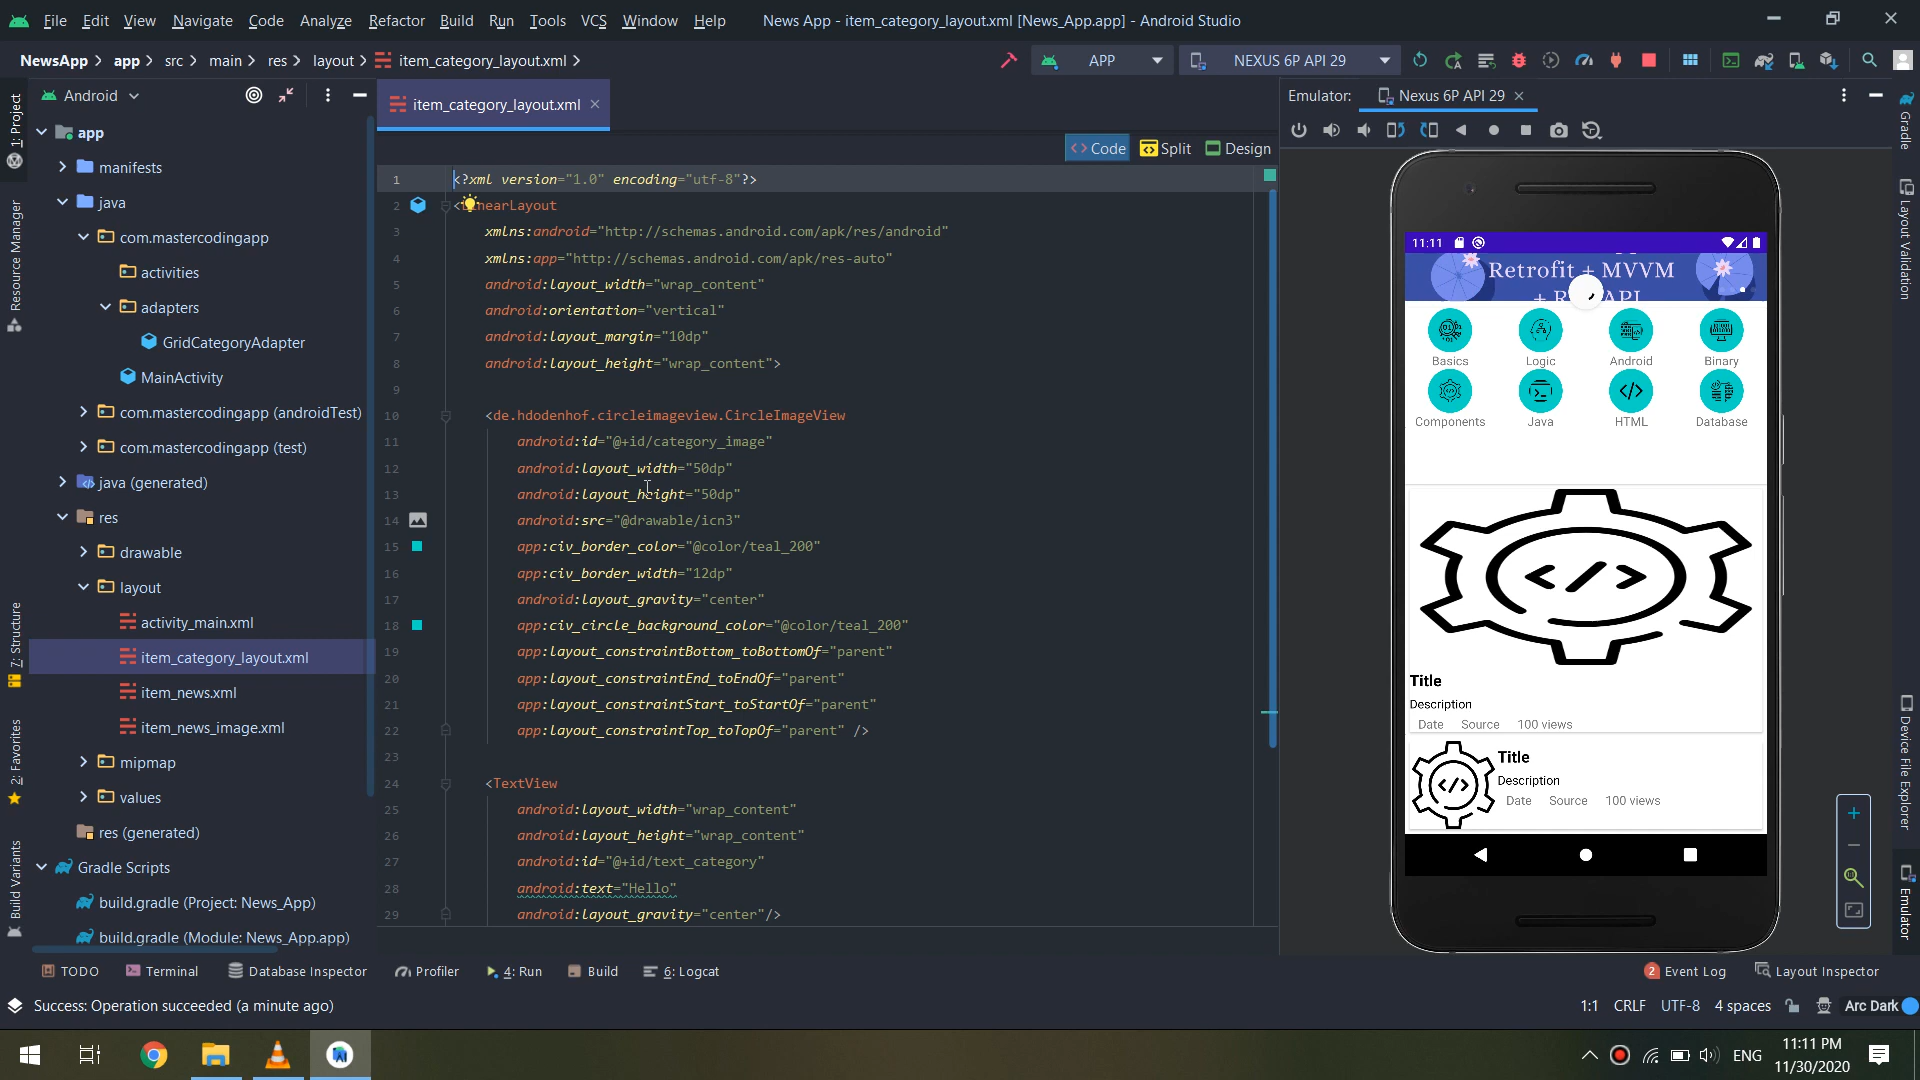 File Edit View Navigate Code Analyze Refactor Build Run Tools VCS Window Help News App - item_category_layout.xml [News_App.app] - Android Studio
NewsApp app src main res layout item_category_layout.xml APP NEXUS 6P API 29
1: Project
Resource Manager
7: Structure
2: Favorites
Build Variants
Android
app
manifests
java
com.mastercodingapp
activities
adapters
GridCategoryAdapter
MainActivity
com.mastercodingapp (androidTest)
com.mastercodingapp (test)
java (generated)
res
drawable
layout
activity_main.xml
item_category_layout.xml
item_news.xml
item_news_image.xml
mipmap
values
res (generated)
Gradle Scripts
build.gradle (Project: News_App)
build.gradle (Module: News_App.app)
item_category_layout.xml
Code Split Design
1 <?xml version="1.0" encoding="utf-8"?>
2 <LinearLayout
3 xmlns:android="http://schemas.android.com/apk/res/android"
4 xmlns:app="http://schemas.android.com/apk/res-auto"
5 android:layout_width="wrap_content"
6 android:orientation="vertical"
7 android:layout_margin="10dp"
8 android:layout_height="wrap_content">
9
10 <de.hdodenhof.circleimageview.CircleImageView
11 android:id="@+id/category_image"
12 android:layout_width="50dp"
13 android:layout_height="50dp"
14 android:src="@drawable/icn3"
15 app:civ_border_color="@color/teal_200"
16 app:civ_border_width="12dp"
17 android:layout_gravity="center"
18 app:civ_circle_background_color="@color/teal_200"
19 app:layout_constraintBottom_toBottomOf="parent"
20 app:layout_constraintEnd_toEndOf="parent"
21 app:layout_constraintStart_toStartOf="parent"
22 app:layout_constraintTop_toTopOf="parent" />
23
24 <TextView
25 android:layout_width="wrap_content"
26 android:layout_height="wrap_content"
27 android:id="@+id/text_category"
28 android:text="Hello"
29 android:layout_gravity="center"/>
Emulator: Nexus 6P API 29
11:11
Retrofit + MVVM
Basics Logic Android Binary
Components Java HTML Database
Title
Description
Date Source 100 views
Title
Description
Date Source 100 views
Gradle
Layout Validation
Device File Explorer
Emulator
TODO Terminal Database Inspector Profiler 4: Run Build 6: Logcat 2 Event Log Layout Inspector
Success: Operation succeeded (a minute ago) 1:1 CRLF UTF-8 4 spaces Arc Dark
ENG 11:11 PM
11/30/2020